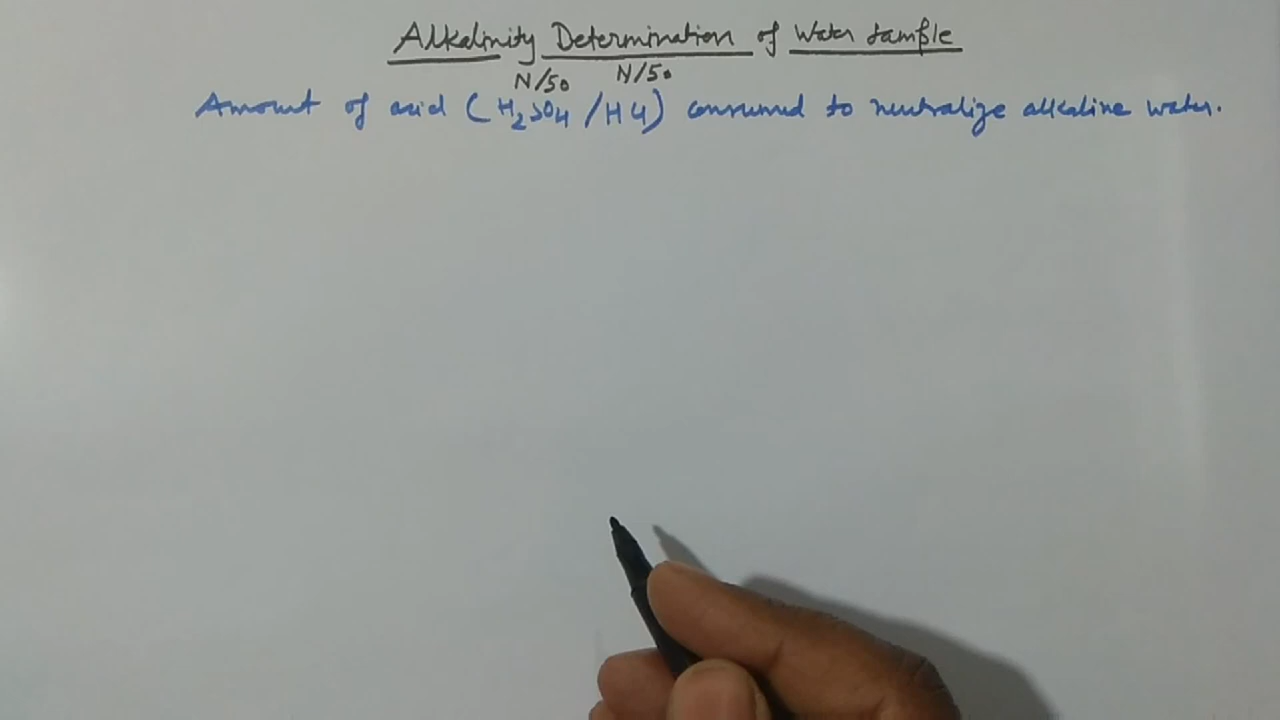 Alkalinity Determination of Water Sample
N/50 N/50
Amount of acid (H₂SO₄ / HCl) consumed to neutralize alkaline water.